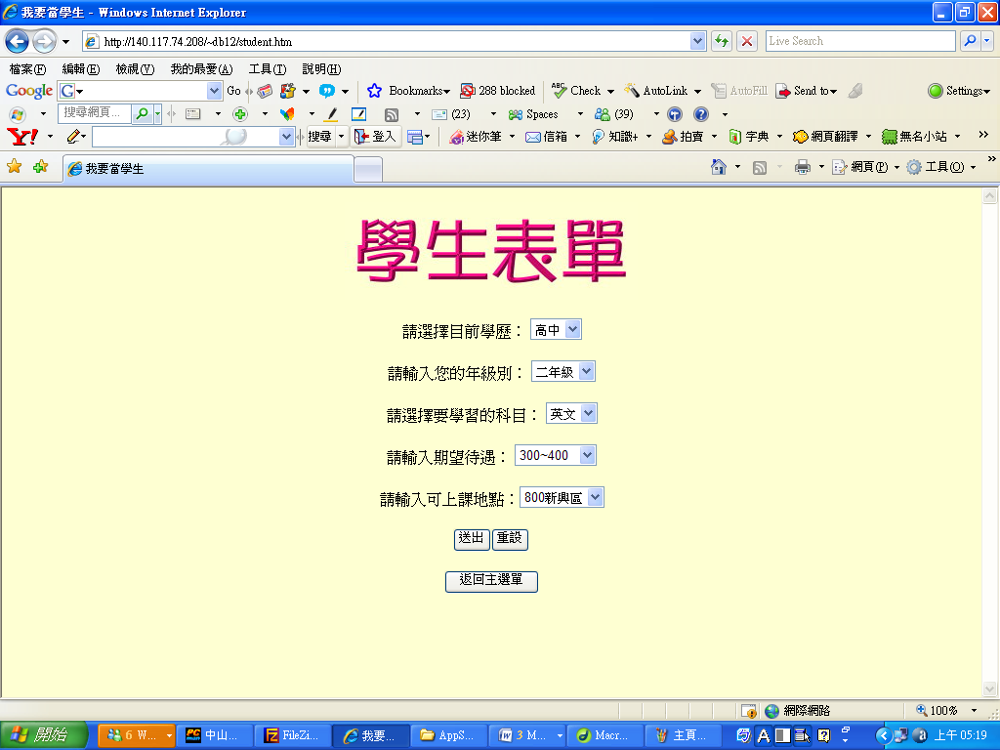 我要當學生 - Windows Internet Explorer
http://140.117.74.208/~db12/student.htm
Live Search
檔案(F) 編輯(E) 檢視(V) 我的最愛(A) 工具(T) 說明(H)
Google G Go Bookmarks 288 blocked ABC Check AutoLink AutoFill Send to Settings
搜尋網頁... (23) Spaces (39)
Y! 搜尋 登入 迷你筆 信箱 知識+ 拍賣 字典 網頁翻譯 無名小站 »
我要當學生 網頁(P) 工具(O) »
學生表單
請選擇目前學歷： 高中
請輸入您的年級別： 二年級
請選擇要學習的科目： 英文
請輸入期望待遇： 300~400
請輸入可上課地點： 800新興區
送出 重設
返回主選單
網際網路 100%
開始 6 W... 中山... FileZi... 我要... AppS... 3 M... Macr... 主頁... A 上午 05:19